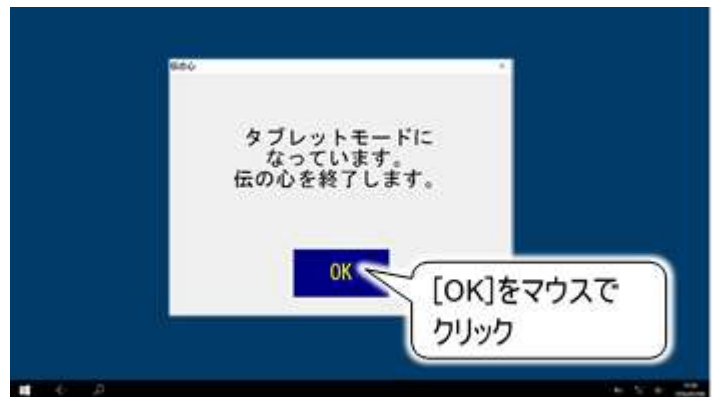 伝の心
タブレットモードに
なっています。
伝の心を終了します。
OK
[OK]をマウスで
クリック